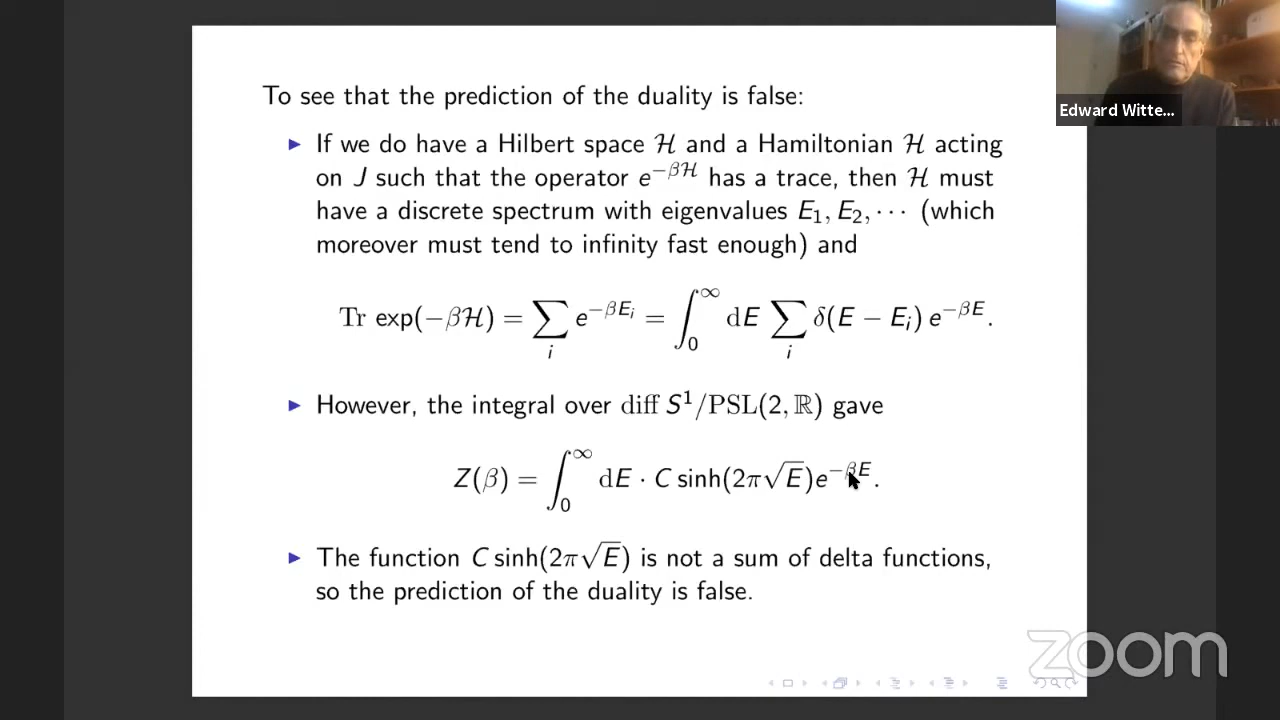 To see that the prediction of the duality is false:
▶ If we do have a Hilbert space ℋ and a Hamiltonian ℋ acting
on J such that the operator e^{−βℋ} has a trace, then ℋ must
have a discrete spectrum with eigenvalues E₁, E₂, ⋯ (which
moreover must tend to infinity fast enough) and
Tr exp(−βℋ) = ∑_i e^{−βE_i} = ∫_0^∞ dE ∑_i δ(E − E_i) e^{−βE}.
▶ However, the integral over diff S¹/PSL(2, ℝ) gave
Z(β) = ∫_0^∞ dE · C sinh(2π√E)e^{−βE}.
▶ The function C sinh(2π√E) is not a sum of delta functions,
so the prediction of the duality is false.
Edward Witte...
zoom